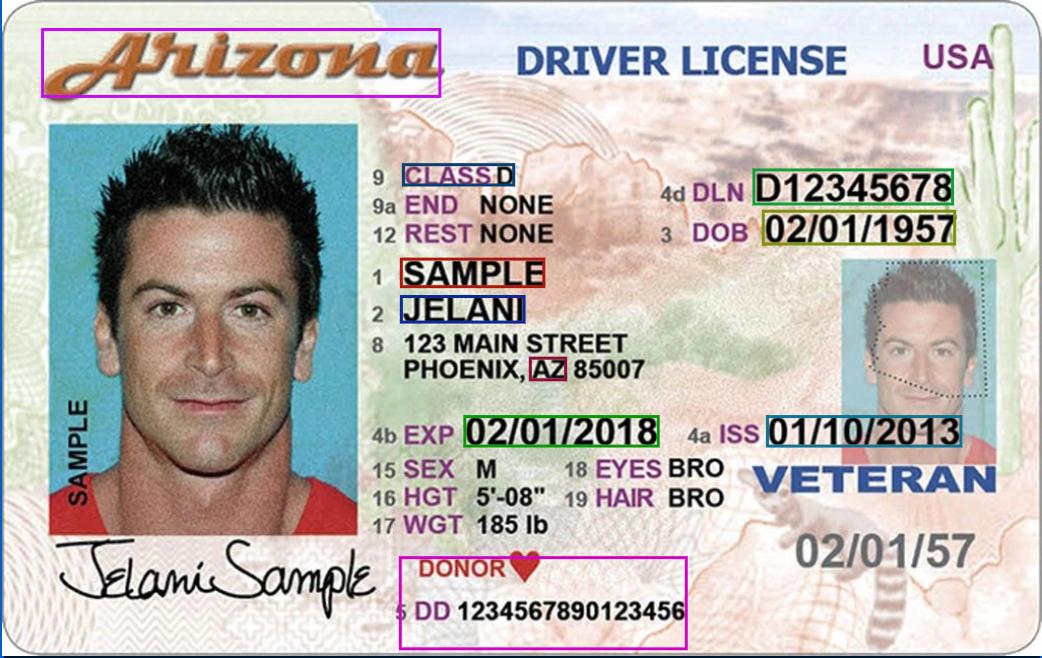 Arizona
DRIVER LICENSE USA
9 CLASS D
9a END NONE
12 REST NONE
4d DLN D12345678
3 DOB 02/01/1957
1 SAMPLE
2 JELANI
8 123 MAIN STREET
PHOENIX, AZ 85007
4b EXP 02/01/2018
4a ISS 01/10/2013
15 SEX M 18 EYES BRO
16 HGT 5'-08" 19 HAIR BRO
17 WGT 185 lb
VETERAN
02/01/57
SAMPLE
Jelani Sample
DONOR
5 DD 1234567890123456